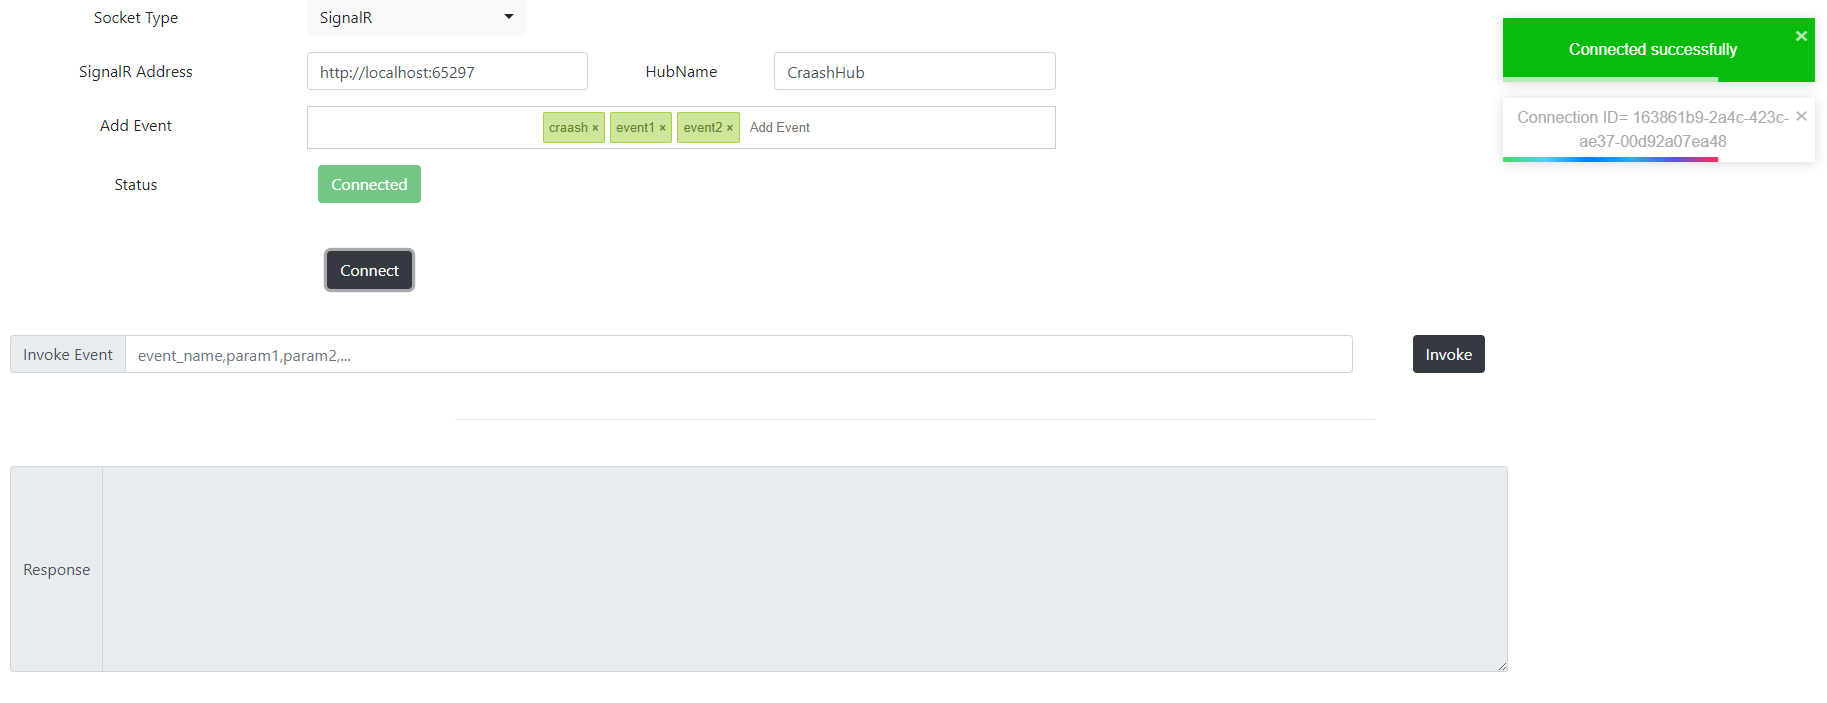 Socket Type
SignalR
SignalR Address
http://localhost:65297
HubName
CraashHub
Add Event
craash × event1 × event2 × Add Event
Status
Connected
Connect
Invoke Event
event_name,param1,param2,...
Invoke
Response
Connected successfully
×
Connection ID= 163861b9-2a4c-423c-
ae37-00d92a07ea48
×